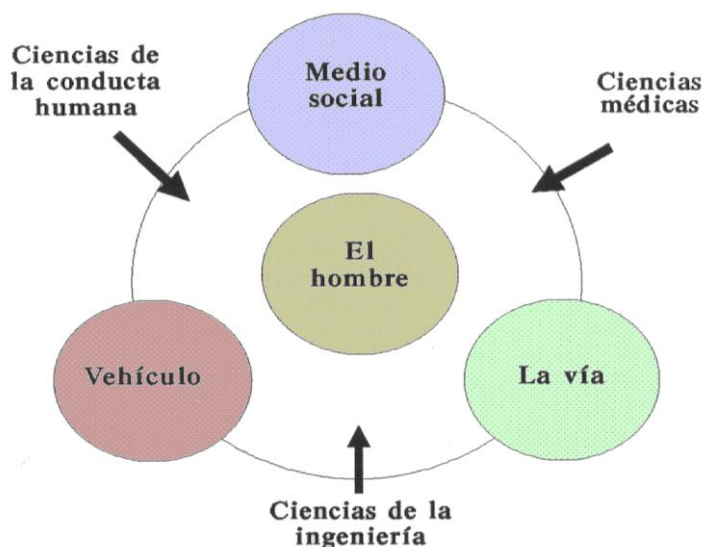 Ciencias de
la conducta
humana
Medio
social
Ciencias
médicas
El
hombre
Vehículo
La vía
Ciencias de la
ingeniería